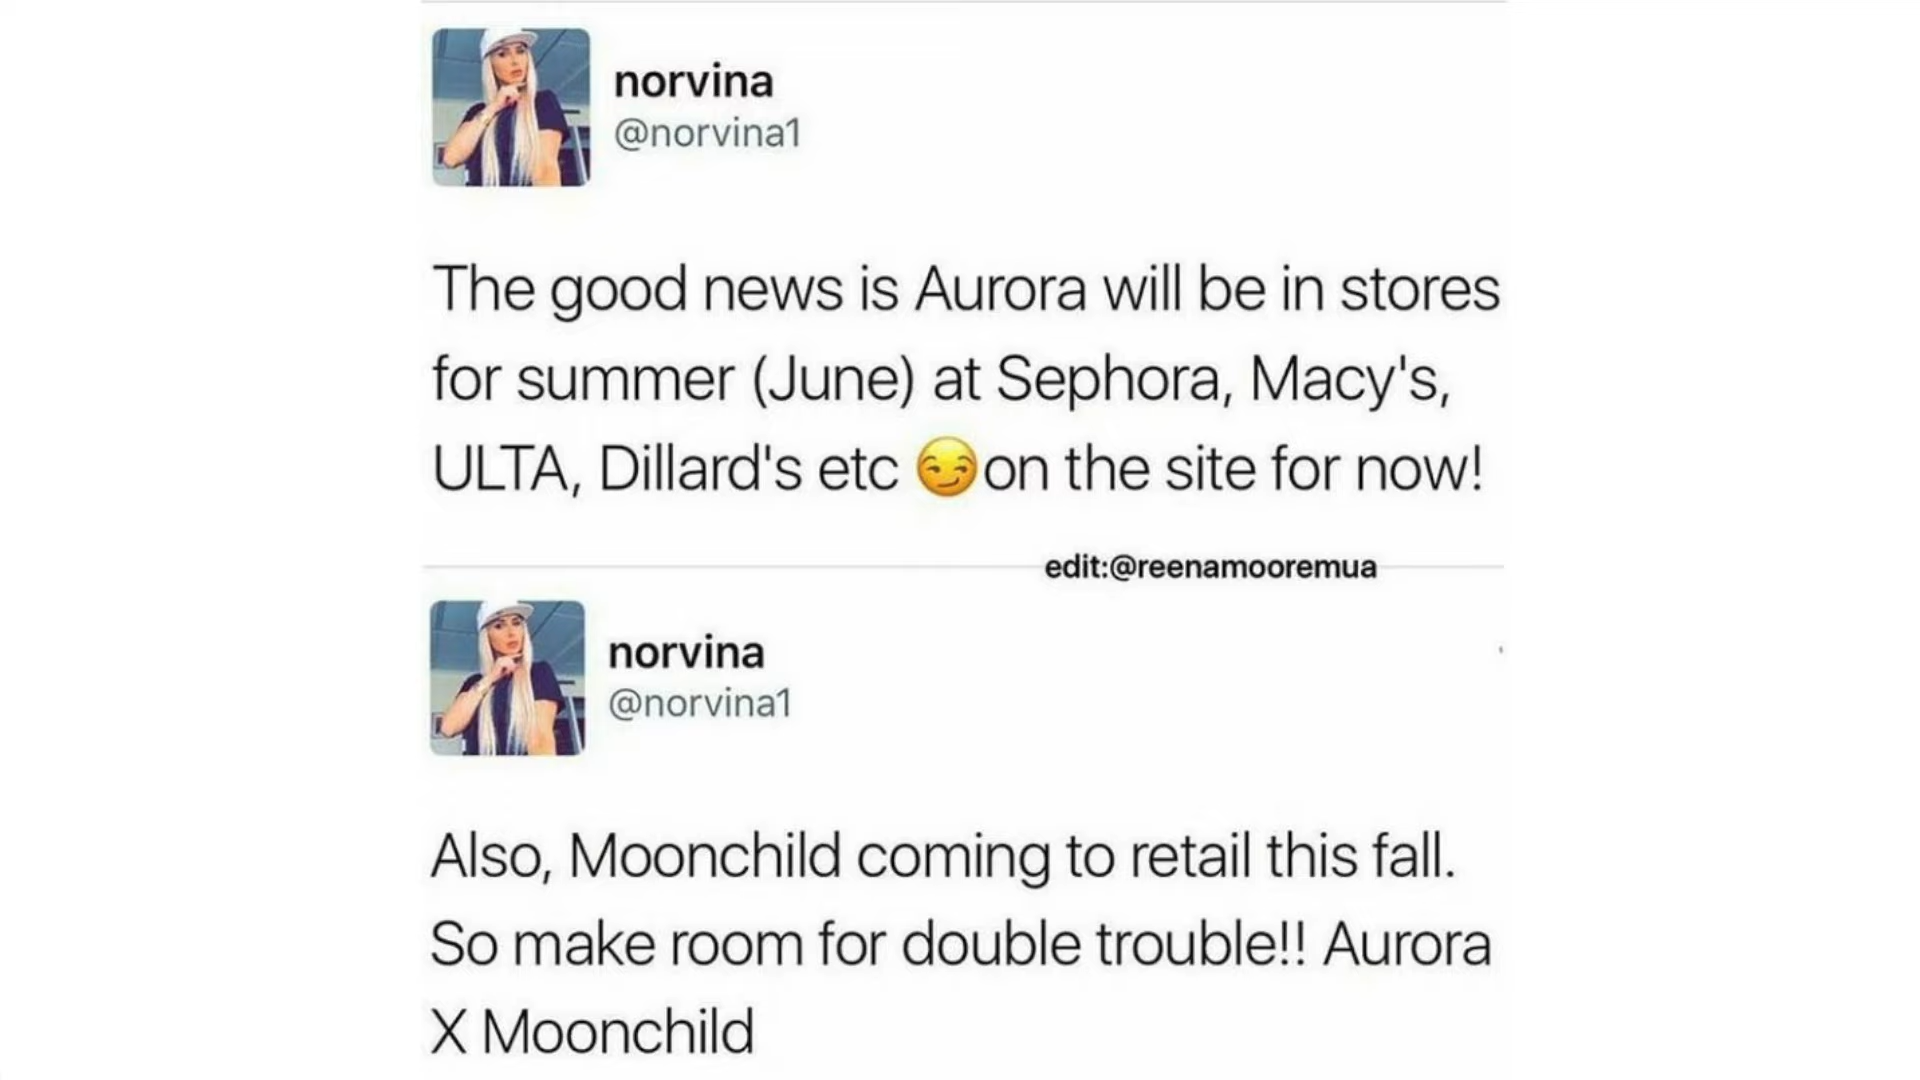 norvina
@norvina1
The good news is Aurora will be in stores
for summer (June) at Sephora, Macy's,
ULTA, Dillard's etc 😏on the site for now!
edit:@reenamooremua
norvina
@norvina1
Also, Moonchild coming to retail this fall.
So make room for double trouble!! Aurora
X Moonchild